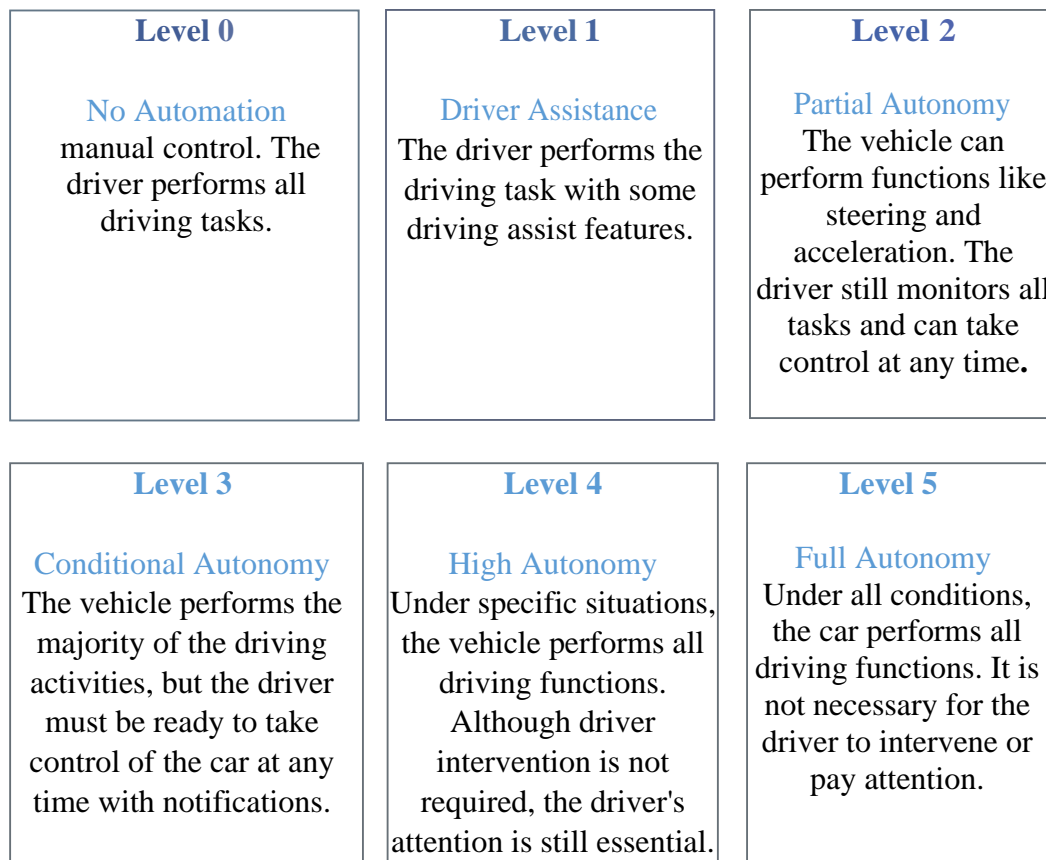 Level 0
No Automation
manual control. The
driver performs all
driving tasks.
Level 1
Driver Assistance
The driver performs the
driving task with some
driving assist features.
Level 2
Partial Autonomy
The vehicle can
perform functions like
steering and
acceleration. The
driver still monitors all
tasks and can take
control at any time.
Level 3
Conditional Autonomy
The vehicle performs the
majority of the driving
activities, but the driver
must be ready to take
control of the car at any
time with notifications.
Level 4
High Autonomy
Under specific situations,
the vehicle performs all
driving functions.
Although driver
intervention is not
required, the driver's
attention is still essential.
Level 5
Full Autonomy
Under all conditions,
the car performs all
driving functions. It is
not necessary for the
driver to intervene or
pay attention.